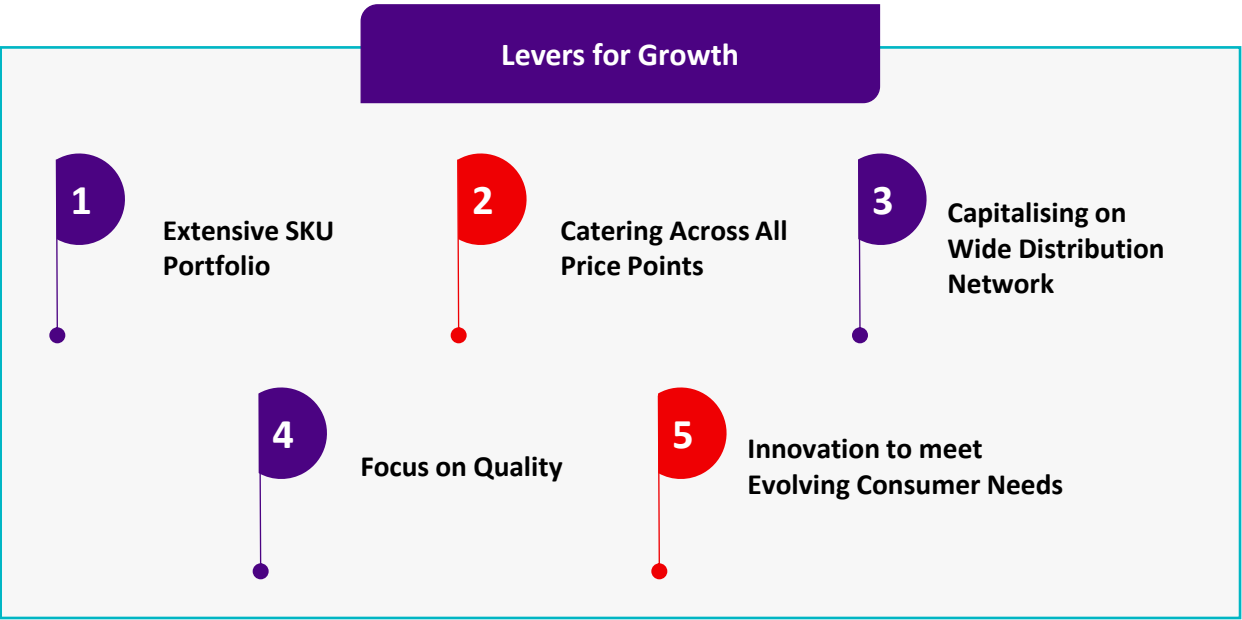 Levers for Growth
1
Extensive SKU
Portfolio
2
Catering Across All
Price Points
3
Capitalising on
Wide Distribution
Network
4
Focus on Quality
5
Innovation to meet
Evolving Consumer Needs